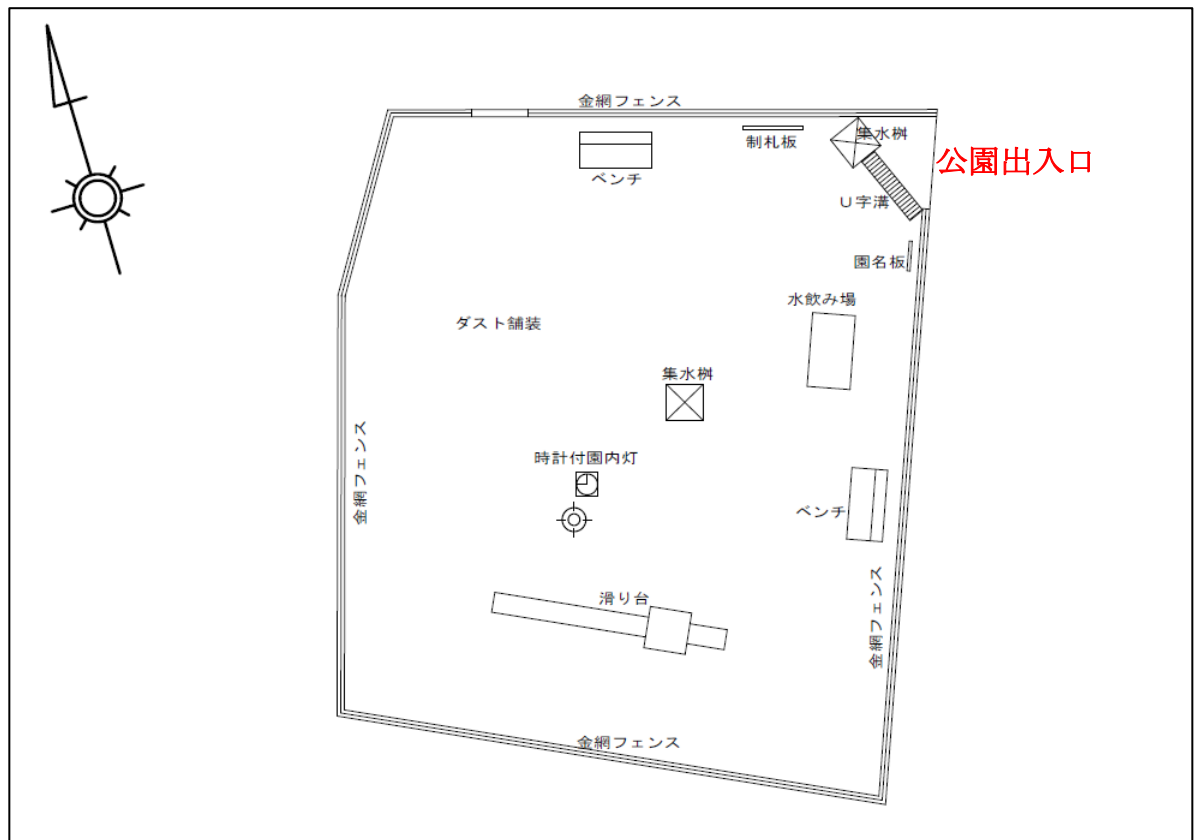 金網フェンス
制札板
集水桝
ベンチ
公園出入口
U字溝
園名板
水飲み場
ダスト舗装
集水桝
金網フェンス
時計付園内灯
ベンチ
滑り台
金網フェンス
金網フェンス